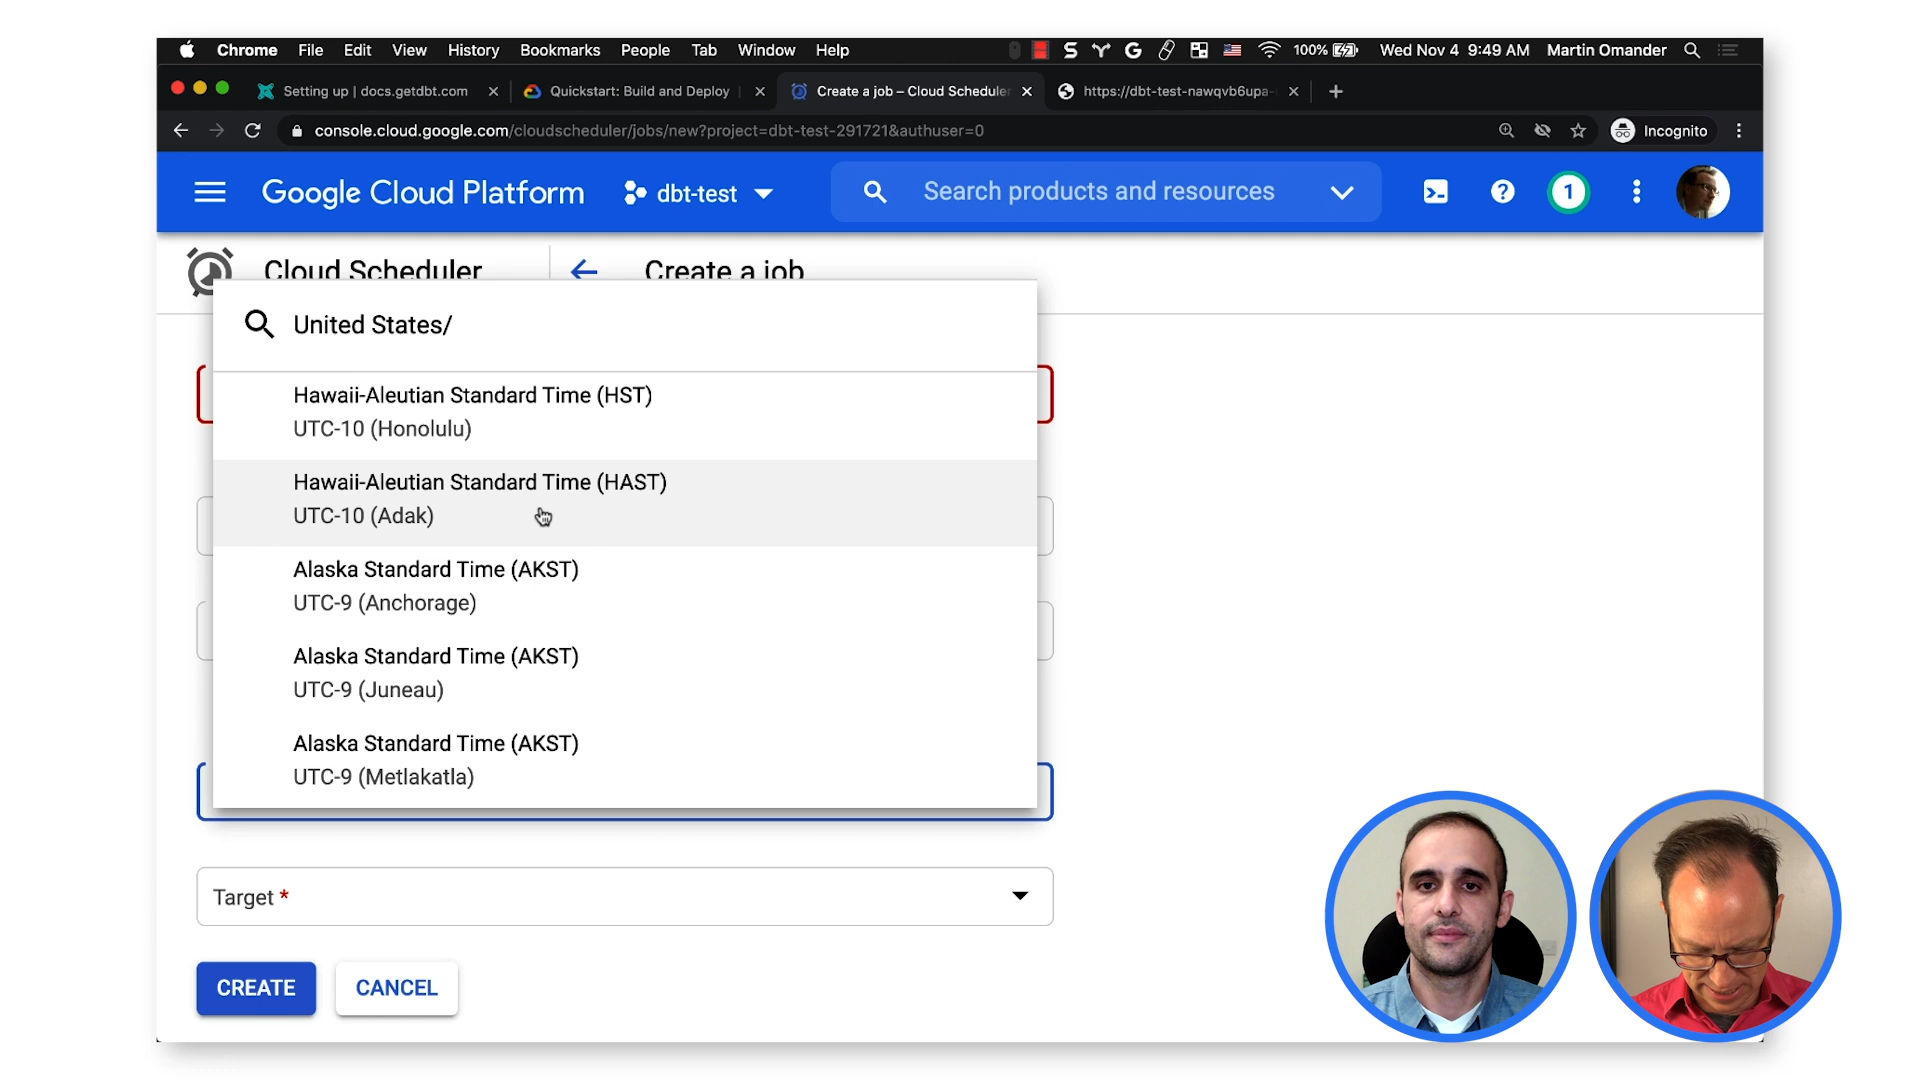 Chrome File Edit View History Bookmarks People Tab Window Help 100% Wed Nov 4 9:49 AM Martin Omander
Setting up | docs.getdbt.com Quickstart: Build and Deploy Create a job – Cloud Scheduler https://dbt-test-nawqvb6upa-
console.cloud.google.com/cloudscheduler/jobs/new?project=dbt-test-291721&authuser=0 Incognito
Google Cloud Platform dbt-test Search products and resources 1
Cloud Scheduler Create a job
United States/
Hawaii-Aleutian Standard Time (HST)
UTC-10 (Honolulu)
Hawaii-Aleutian Standard Time (HAST)
UTC-10 (Adak)
Alaska Standard Time (AKST)
UTC-9 (Anchorage)
Alaska Standard Time (AKST)
UTC-9 (Juneau)
Alaska Standard Time (AKST)
UTC-9 (Metlakatla)
Target *
CREATE CANCEL